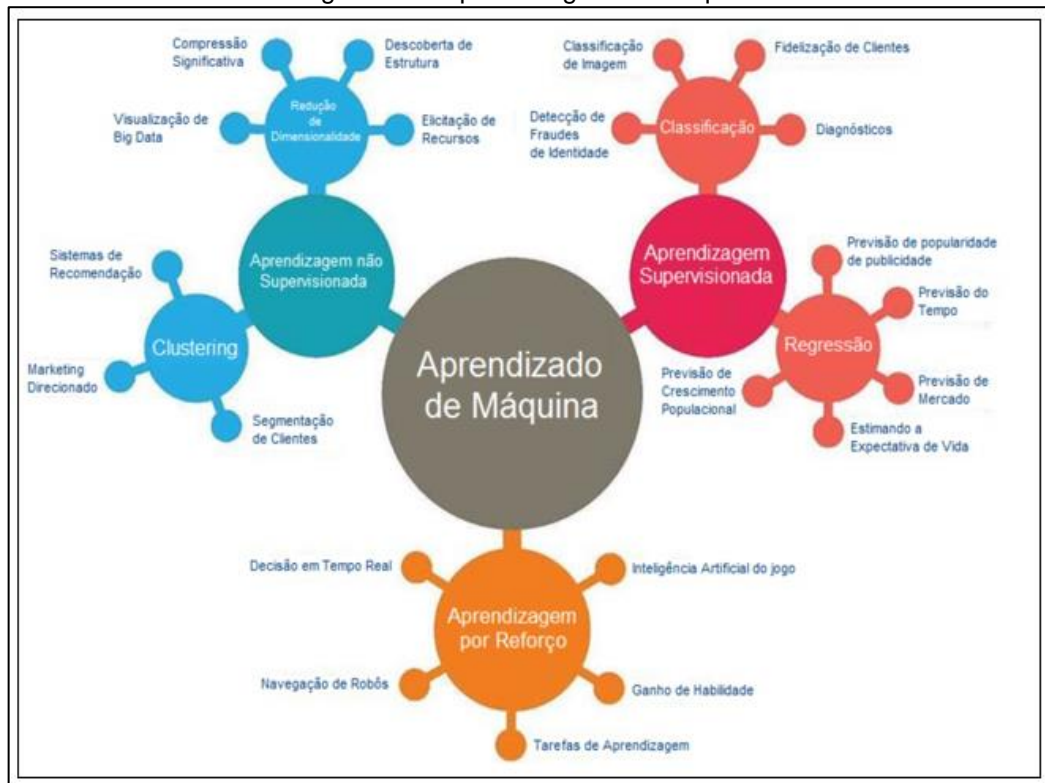 Compressão
Significativa
Descoberta de
Estrutura
Visualização de
Big Data
Redução
de
Dimensionalidade
Elicitação de
Recursos
Classificação
de Imagem
Fidelização de Clientes
Detecção de
Fraudes
de Identidade
Classificação
Diagnósticos
Sistemas de
Recomendação
Aprendizagem não
Supervisionada
Clustering
Marketing
Direcionado
Segmentação
de Clientes
Aprendizagem
Supervisionada
Previsão de popularidade
de publicidade
Previsão do
Tempo
Regressão
Previsão de
Crescimento
Populacional
Previsão de
Mercado
Estimando a
Expectativa de Vida
Aprendizado
de Máquina
Decisão em Tempo Real
Inteligência Artificial do jogo
Aprendizagem
por Reforço
Navegação de Robôs
Ganho de Habilidade
Tarefas de Aprendizagem